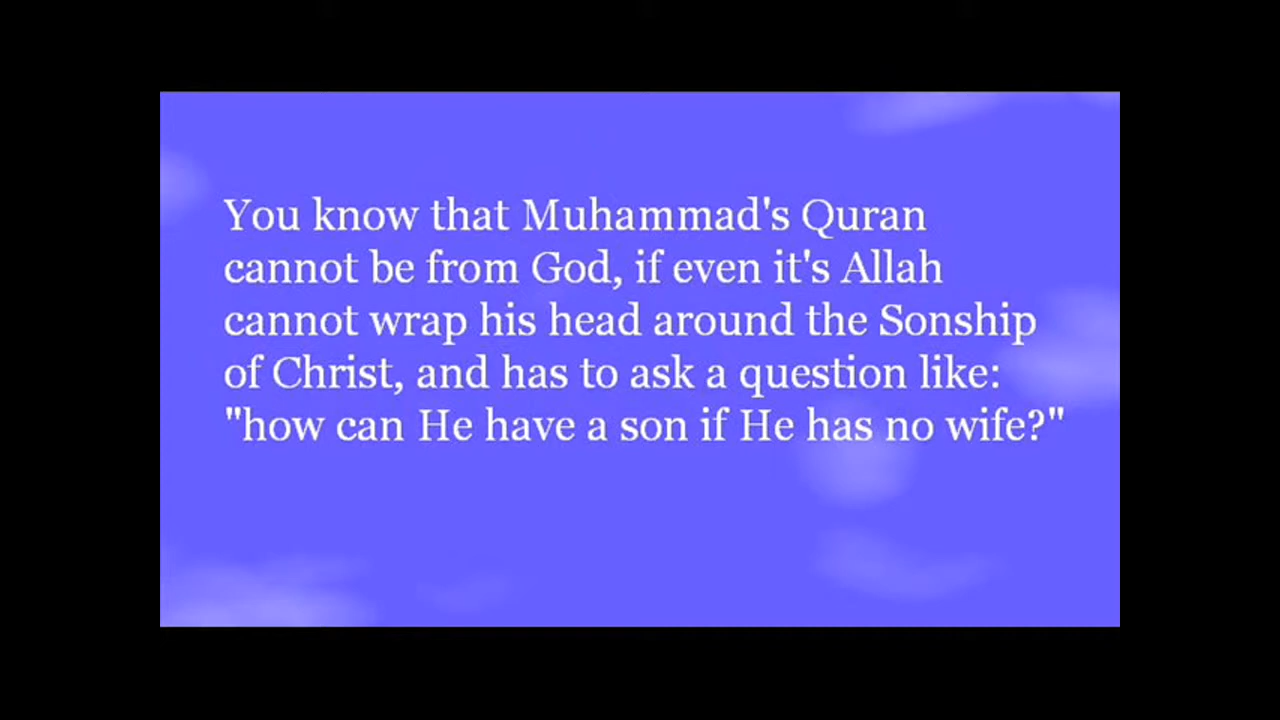 You know that Muhammad's Quran
cannot be from God, if even it's Allah
cannot wrap his head around the Sonship
of Christ, and has to ask a question like:
"how can He have a son if He has no wife?"